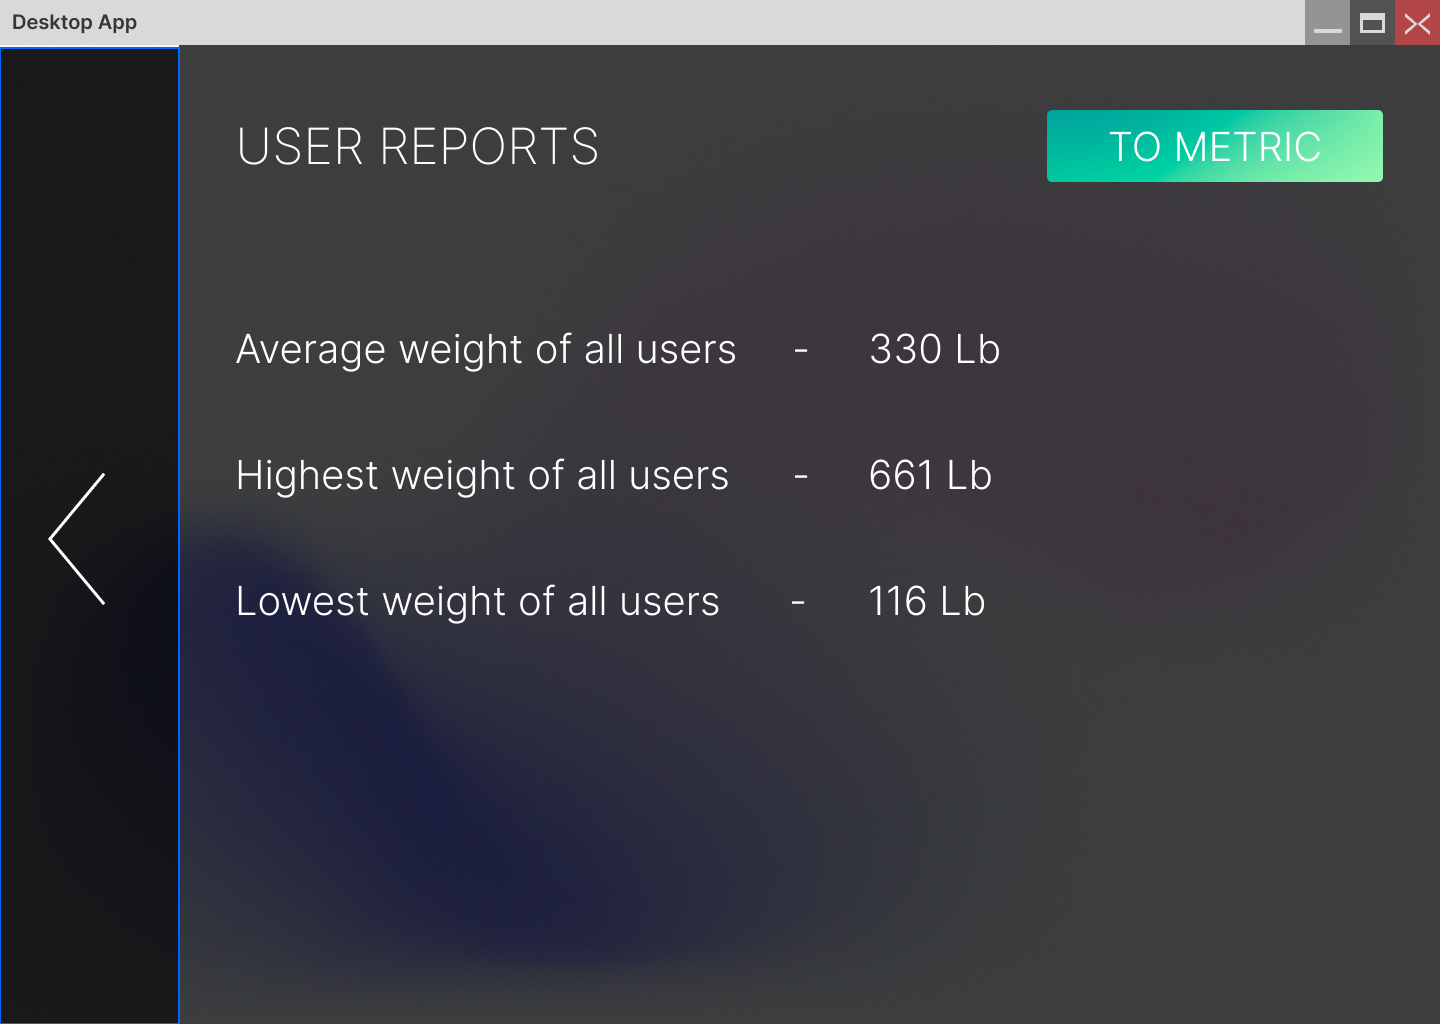 Desktop App
USER REPORTS
TO METRIC
Average weight of all users - 330 Lb
Highest weight of all users - 661 Lb
Lowest weight of all users - 116 Lb